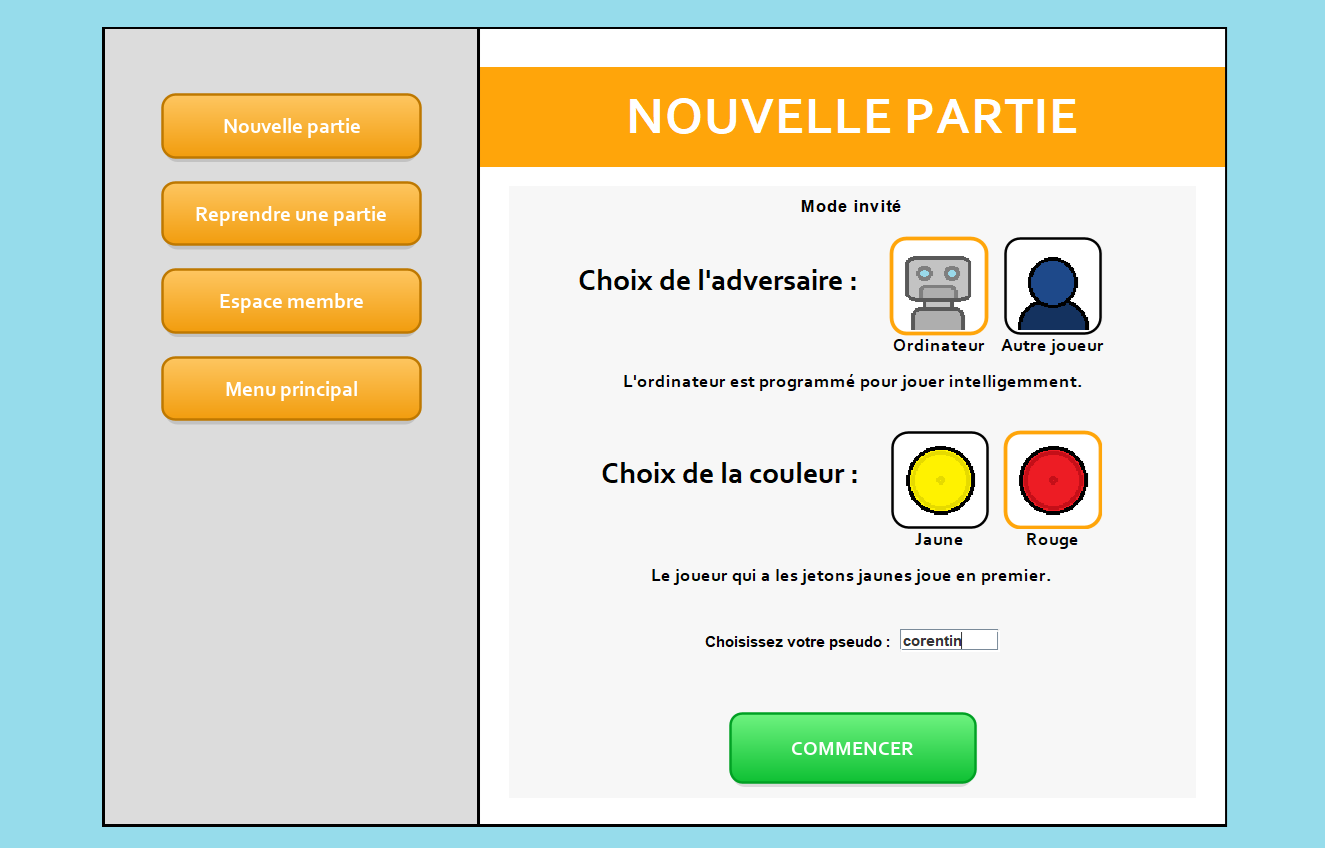 Nouvelle partie
Reprendre une partie
Espace membre
Menu principal
NOUVELLE PARTIE
Mode invité
Choix de l'adversaire :
Ordinateur
Autre joueur
L'ordinateur est programmé pour jouer intelligemment.
Choix de la couleur :
Jaune
Rouge
Le joueur qui a les jetons jaunes joue en premier.
Choisissez votre pseudo : corentin
COMMENCER